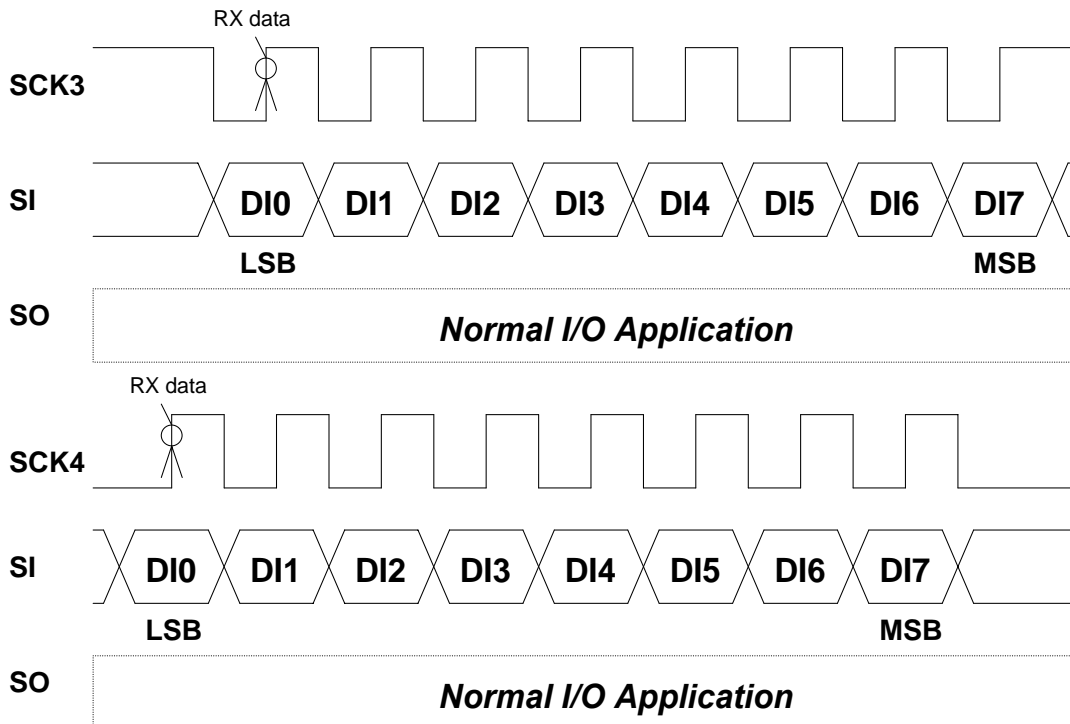 RX data
SCK3
SI DI0 DI1 DI2 DI3 DI4 DI5 DI6 DI7
LSB MSB
SO Normal I/O Application
RX data
SCK4
SI DI0 DI1 DI2 DI3 DI4 DI5 DI6 DI7
LSB MSB
SO Normal I/O Application